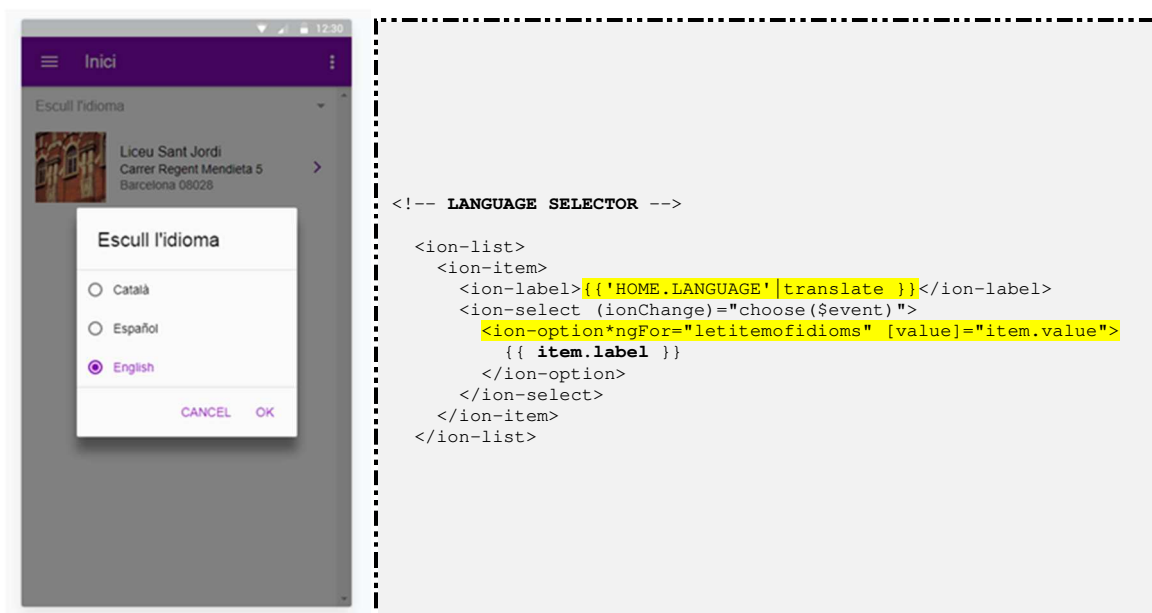 12:30
Inici
Escull l'idioma
Liceu Sant Jordi
Carrer Regent Mendieta 5
Barcelona 08028
Escull l'idioma
Català
Español
English
CANCEL OK
<!-- LANGUAGE SELECTOR -->
<ion-list>
<ion-item>
<ion-label>{{'HOME.LANGUAGE'|translate }}</ion-label>
<ion-select (ionChange)="choose($event)">
<ion-option*ngFor="letitemofidioms" [value]="item.value">
{{ item.label }}
</ion-option>
</ion-select>
</ion-item>
</ion-list>